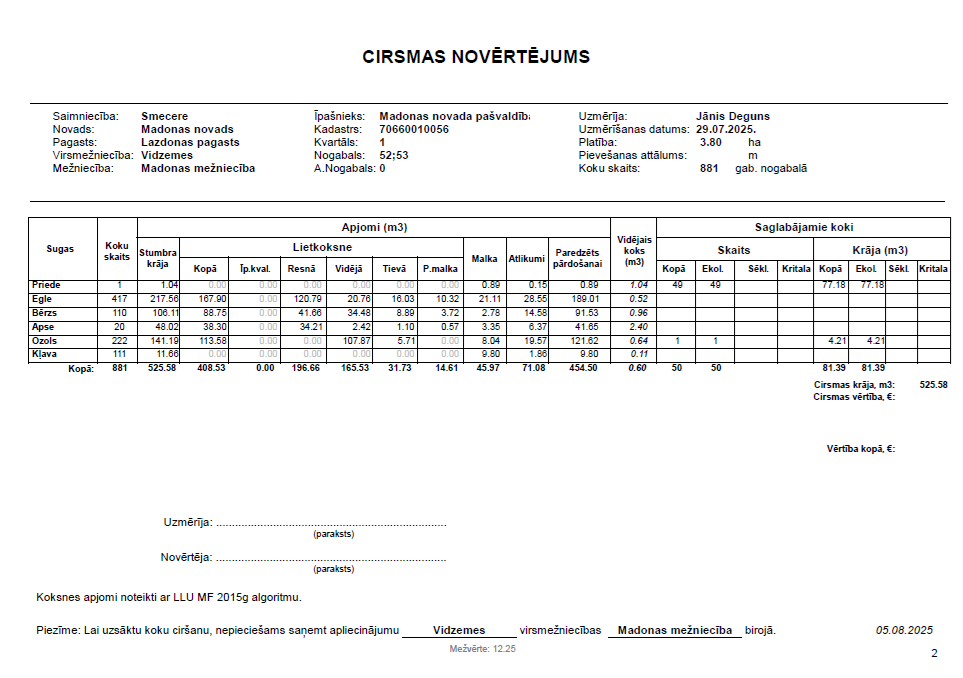 CIRSMAS NOVĒRTĒJUMS
Saimniecība: Smecere Īpašnieks: Madonas novada pašvaldība Uzmērīja: Jānis Deguns
Novads: Madonas novads Kadastrs: 70660010056 Uzmērīšanas datums: 29.07.2025.
Pagasts: Lazdonas pagasts Kvartāls: 1 Platība: 3.80 ha
Virsmežniecība: Vidzemes Nogabals: 52;53 Pievešanas attālums: m
Mežniecība: Madonas mežniecība A.Nogabals: 0 Koku skaits: 881 gab. nogabalā
Sugas Koku skaits Apjomi (m3) Vidējais koks (m3) Saglabājamie koki
Stumbra krāja Lietkoksne Malka Atlikumi Paredzēts pārdošanai Skaits Krāja (m3)
Kopā Īp.kval. Resnā Vidējā Tievā P.malka Kopā Ekol. Sēkl. Kritala Kopā Ekol. Sēkl. Kritala
Priede 1 1.04 0.00 0.00 0.00 0.00 0.00 0.00 0.89 0.15 0.89 1.04 49 49 77.18 77.18
Egle 417 217.56 167.90 0.00 120.79 20.76 16.03 10.32 21.11 28.55 189.01 0.52
Bērzs 110 106.11 88.75 0.00 41.66 34.48 8.89 3.72 2.78 14.58 91.53 0.96
Apse 20 48.02 38.30 0.00 34.21 2.42 1.10 0.57 3.35 6.37 41.65 2.40
Ozols 222 141.19 113.58 0.00 107.87 5.71 0.00 8.04 19.57 121.62 0.64 1 1 4.21 4.21
Kļava 111 11.66 0.00 0.00 0.00 0.00 0.00 0.00 9.80 1.86 9.80 0.11
Kopā: 881 525.58 408.53 0.00 196.66 165.53 31.73 14.61 45.97 71.08 454.50 0.60 50 50 81.39 81.39
Cirsmas krāja, m3: 525.58
Cirsmas vērtība, €:
Vērtība kopā, €:
Uzmērīja: ........................................................................
(paraksts)
Novērtēja: ........................................................................
(paraksts)
Koksnes apjomi noteikti ar LLU MF 2015g algoritmu.
Piezīme: Lai uzsāktu koku ciršanu, nepieciešams saņemt apliecinājumu Vidzemes virsmežniecības Madonas mežniecība birojā. 05.08.2025
Mežvērte: 12.25
2